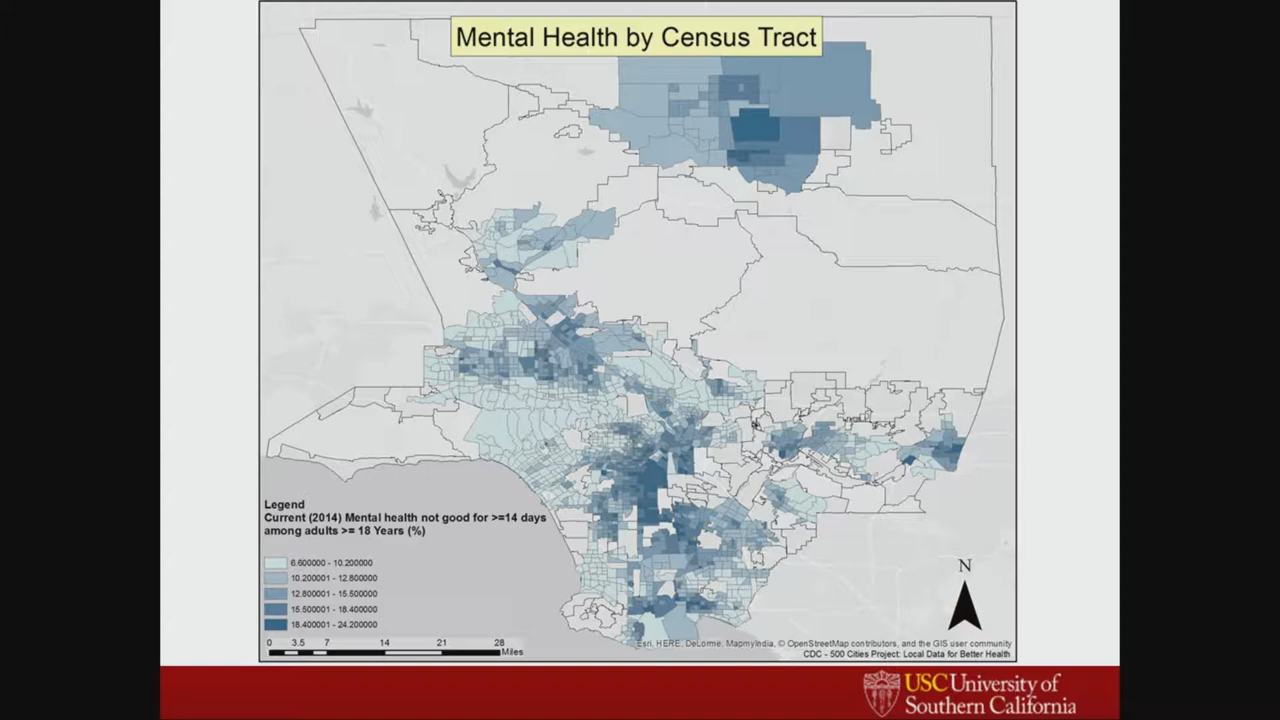 Mental Health by Census Tract
Legend
Current (2014) Mental health not good for >=14 days
among adults >= 18 Years (%)
6.600000 - 10.200000
10.200001 - 12.800000
12.800001 - 15.500000
15.500001 - 18.400000
18.400001 - 24.200000
0 3.5 7 14 21 28
Miles
N
Esri, HERE, DeLorme, MapmyIndia, © OpenStreetMap contributors, and the GIS user community
CDC - 500 Cities Project: Local Data for Better Health
USC University of
Southern California